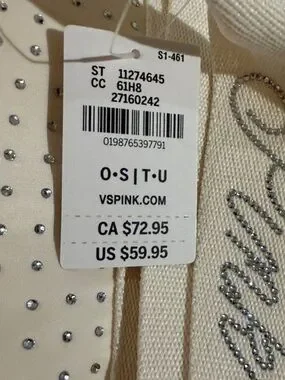 S1-461
ST 11274645
CC 61H8
27160242
0198765397791
O•S|T•U
VSPINK.COM
CA $72.95
US $59.95